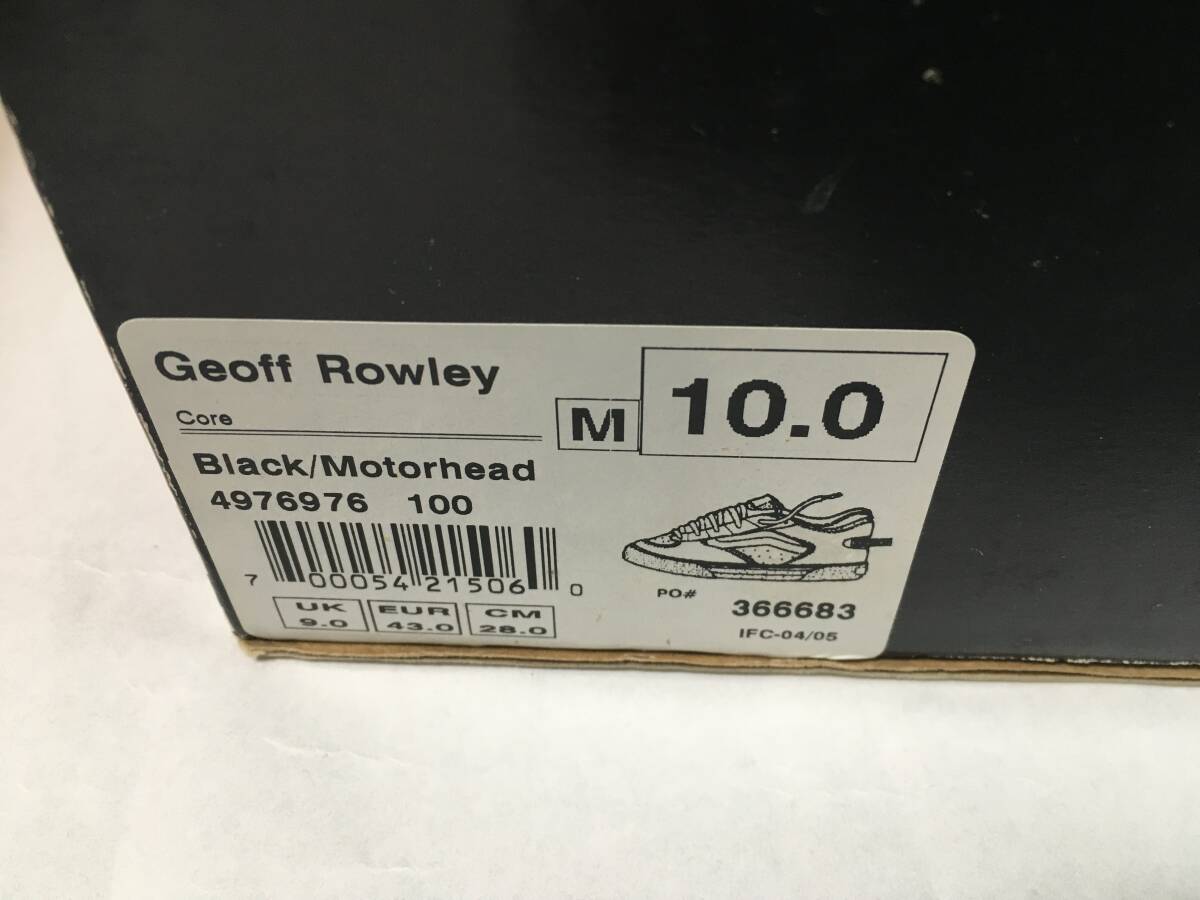 Geoff Rowley
Core
M 10.0
Black/Motorhead
4976976 100
7 00054 21506 0
UK EUR CM
9.0 43.0 28.0
PO# 366683
IFC-04/05